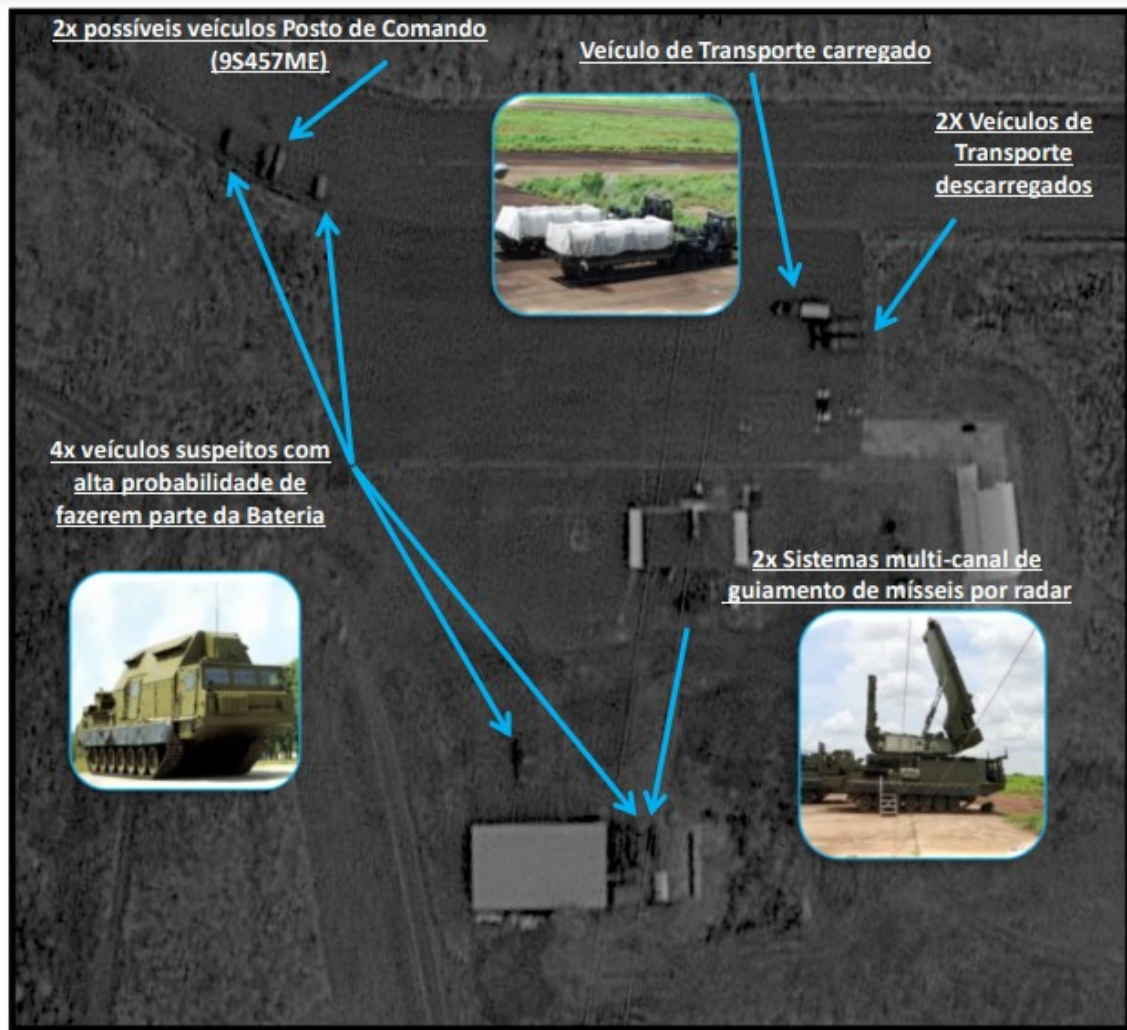 2x possíveis veículos Posto de Comando
(9S457ME)
Veículo de Transporte carregado
2X Veículos de
Transporte
descarregados
4x veículos suspeitos com
alta probabilidade de
fazerem parte da Bateria
2x Sistemas multi-canal de
guiamento de mísseis por radar